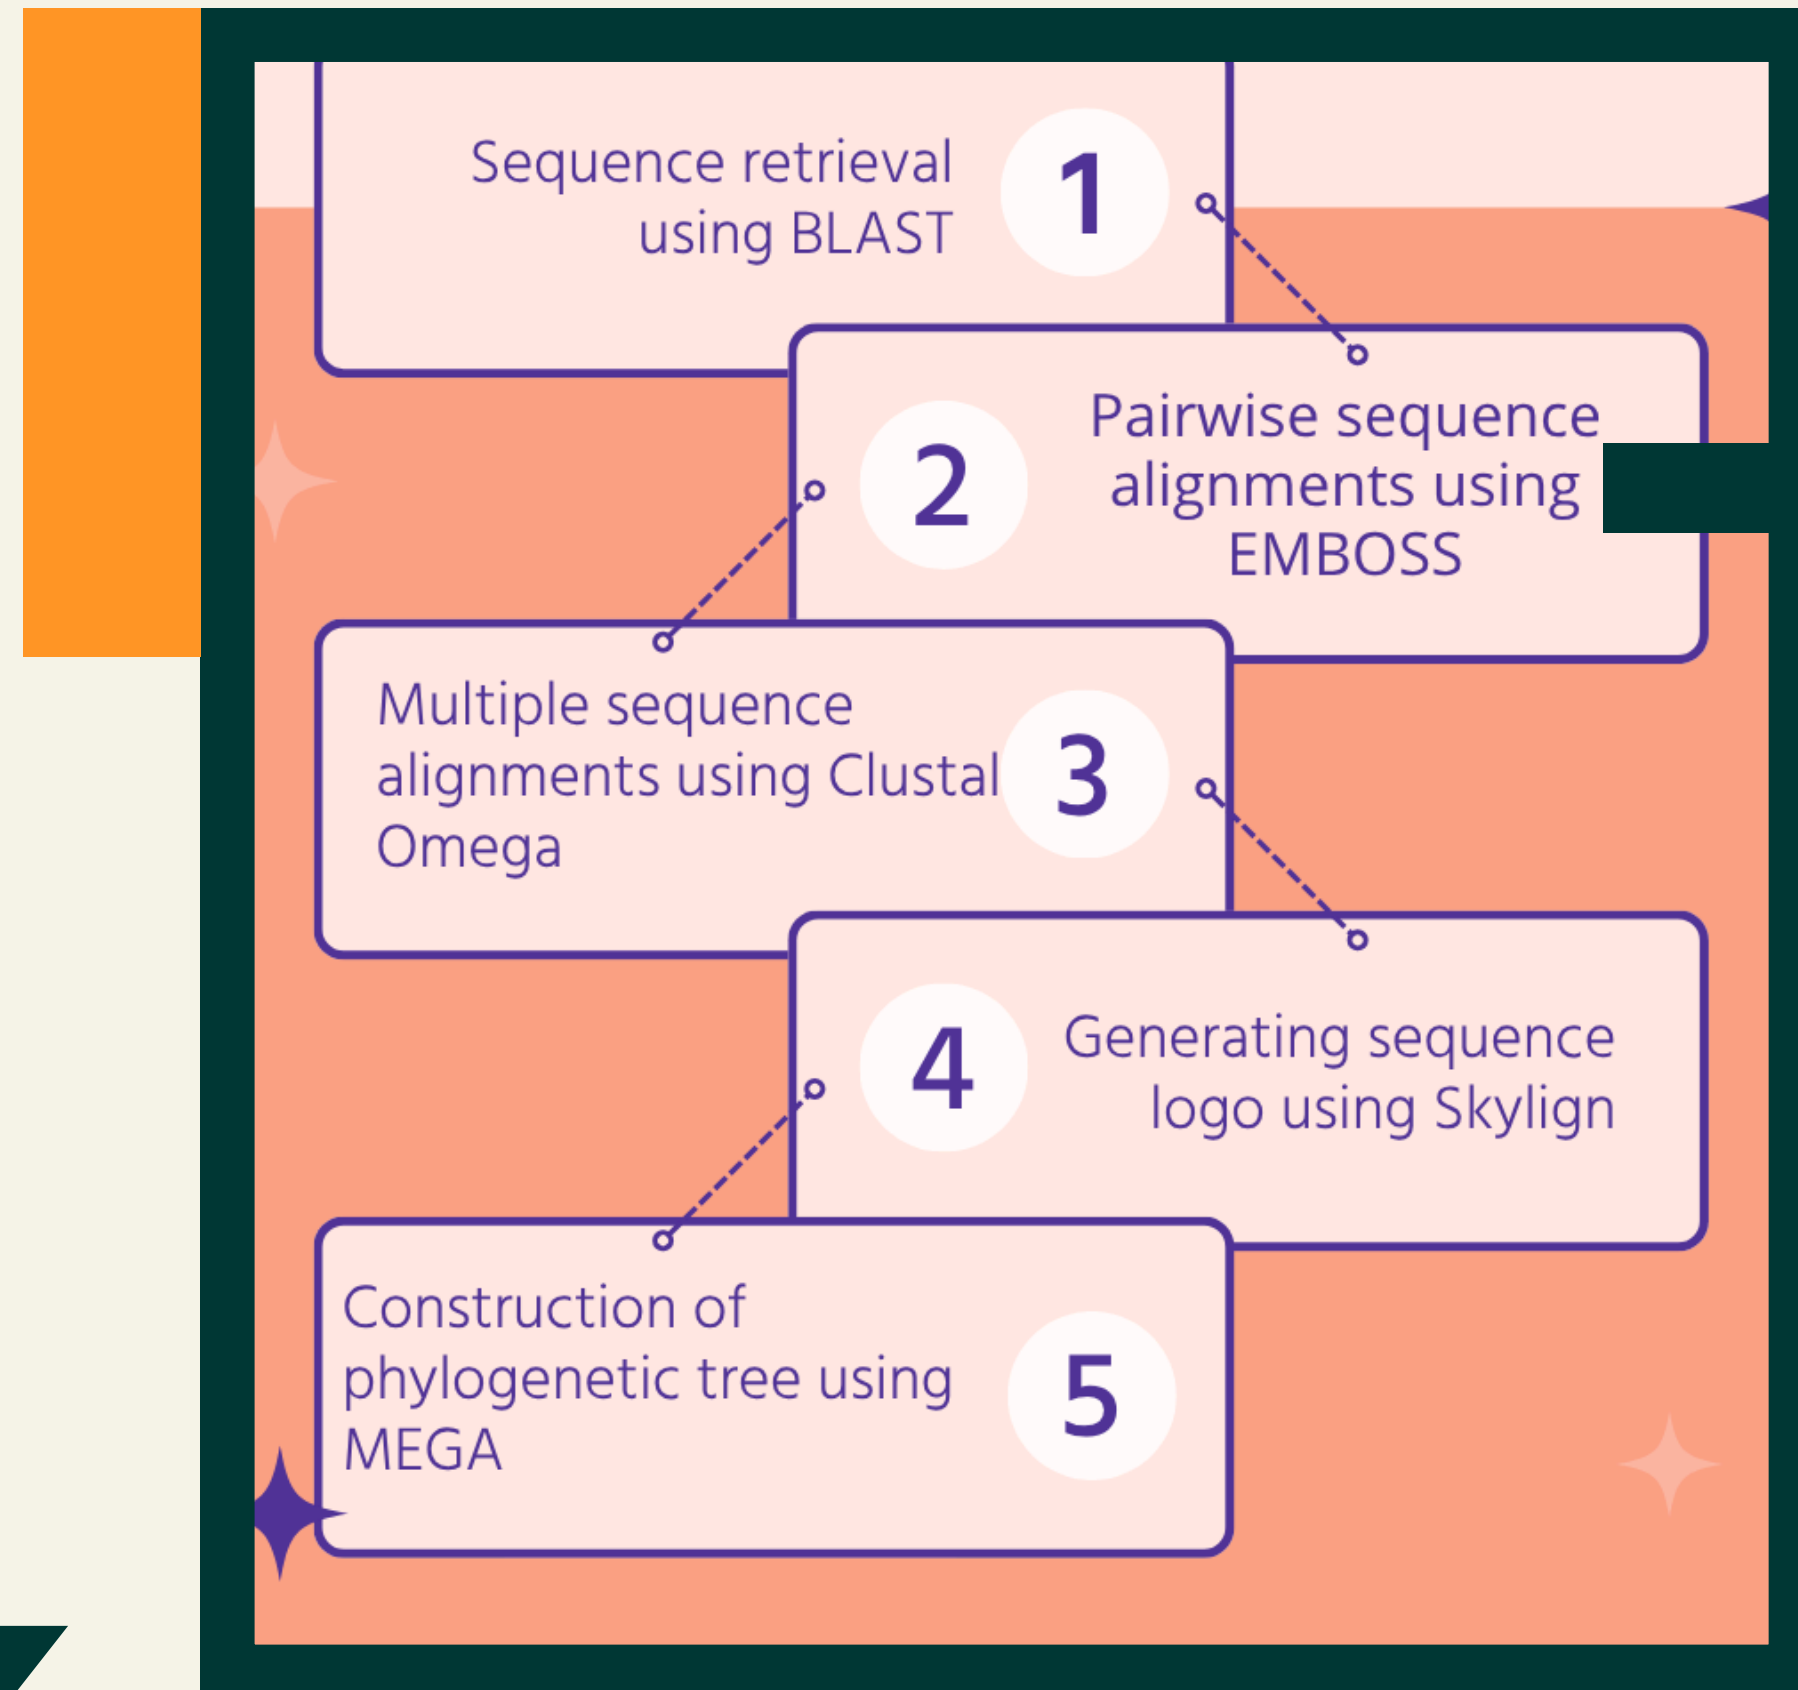 Sequence retrieval
using BLAST
1
2
Pairwise sequence
alignments using
EMBOSS
Multiple sequence
alignments using Clustal
Omega
3
4
Generating sequence
logo using Skylign
Construction of
phylogenetic tree using
MEGA
5